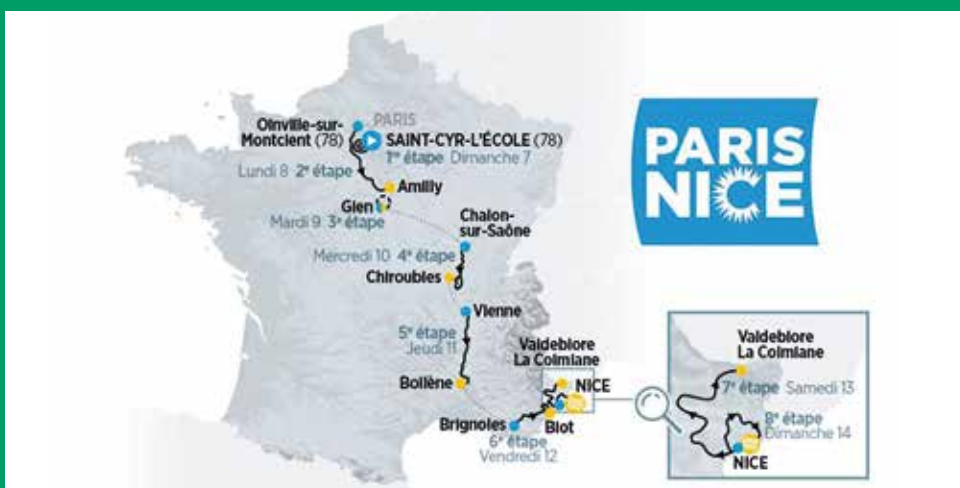 Oinville-sur-
Montcient (78)
PARIS
SAINT-CYR-L'ÉCOLE (78)
1re étape Dimanche 7
Lundi 8 2e étape
Amilly
Gien
Mardi 9 3e étape
Chalon-
sur-Saône
Mercredi 10 4e étape
Chiroubles
Vienne
5e étape
Jeudi 11
Bollène
Valdeblore
La Colmiane
NICE
Brignoles
Biot
6e étape
Vendredi 12
PARIS
NICE
Valdeblore
La Colmiane
7e étape Samedi 13
8e étape
Dimanche 14
NICE